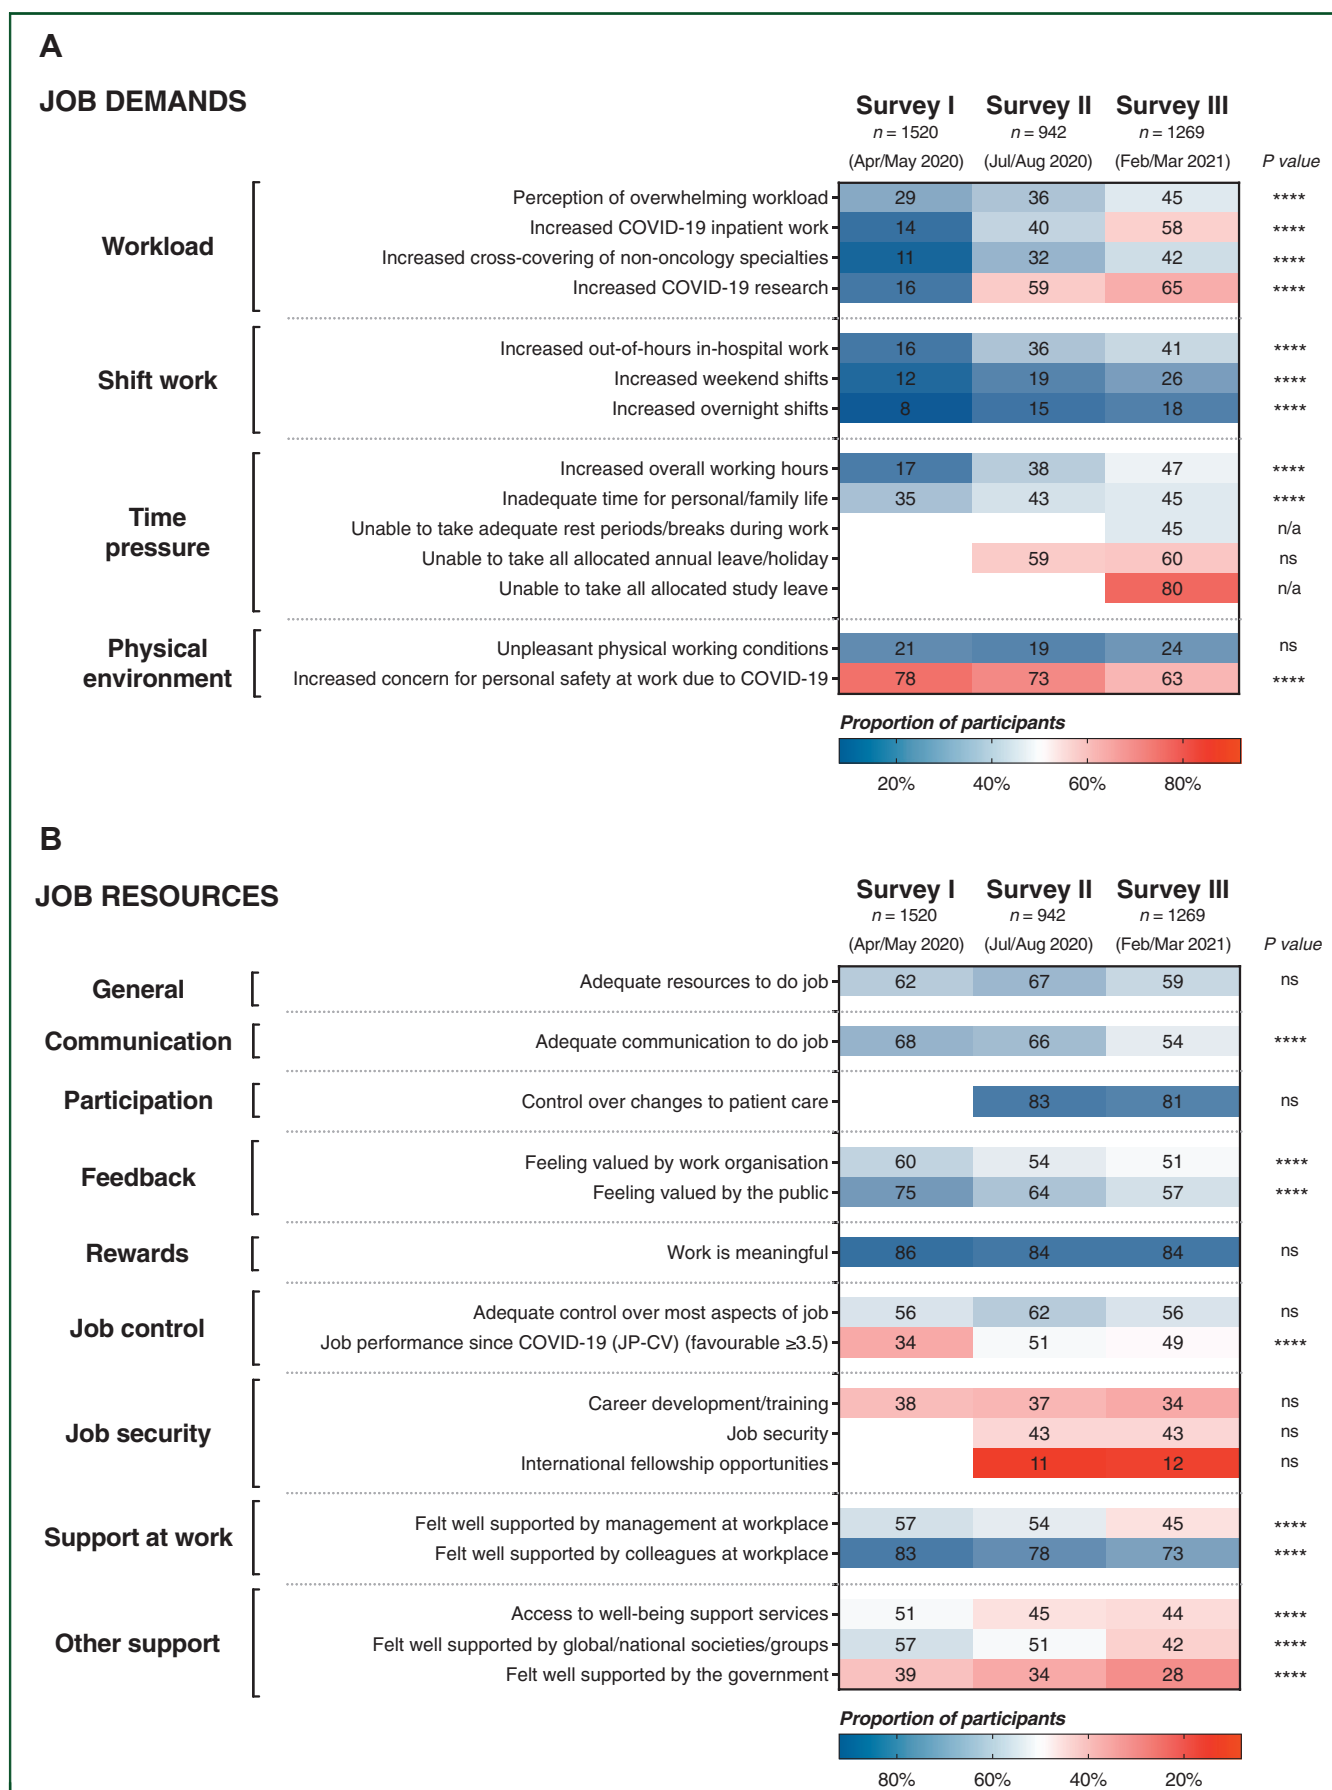 A
JOB DEMANDS
Survey I Survey II Survey III
n = 1520 n = 942 n = 1269
(Apr/May 2020) (Jul/Aug 2020) (Feb/Mar 2021) P value
Workload
Perception of overwhelming workload 29 36 45 ****
Increased COVID-19 inpatient work 14 40 58 ****
Increased cross-covering of non-oncology specialties 11 32 42 ****
Increased COVID-19 research 16 59 65 ****
Shift work
Increased out-of-hours in-hospital work 16 36 41 ****
Increased weekend shifts 12 19 26 ****
Increased overnight shifts 8 15 18 ****
Time
pressure
Increased overall working hours 17 38 47 ****
Inadequate time for personal/family life 35 43 45 ****
Unable to take adequate rest periods/breaks during work 45 n/a
Unable to take all allocated annual leave/holiday 59 60 ns
Unable to take all allocated study leave 80 n/a
Physical
environment
Unpleasant physical working conditions 21 19 24 ns
Increased concern for personal safety at work due to COVID-19 78 73 63 ****
Proportion of participants
20% 40% 60% 80%
B
JOB RESOURCES
Survey I Survey II Survey III
n = 1520 n = 942 n = 1269
(Apr/May 2020) (Jul/Aug 2020) (Feb/Mar 2021) P value
General
Adequate resources to do job 62 67 59 ns
Communication
Adequate communication to do job 68 66 54 ****
Participation
Control over changes to patient care 83 81 ns
Feedback
Feeling valued by work organisation 60 54 51 ****
Feeling valued by the public 75 64 57 ****
Rewards
Work is meaningful 86 84 84 ns
Job control
Adequate control over most aspects of job 56 62 56 ns
Job performance since COVID-19 (JP-CV) (favourable ≥3.5) 34 51 49 ****
Job security
Career development/training 38 37 34 ns
Job security 43 43 ns
International fellowship opportunities 11 12 ns
Support at work
Felt well supported by management at workplace 57 54 45 ****
Felt well supported by colleagues at workplace 83 78 73 ****
Other support
Access to well-being support services 51 45 44 ****
Felt well supported by global/national societies/groups 57 51 42 ****
Felt well supported by the government 39 34 28 ****
Proportion of participants
80% 60% 40% 20%